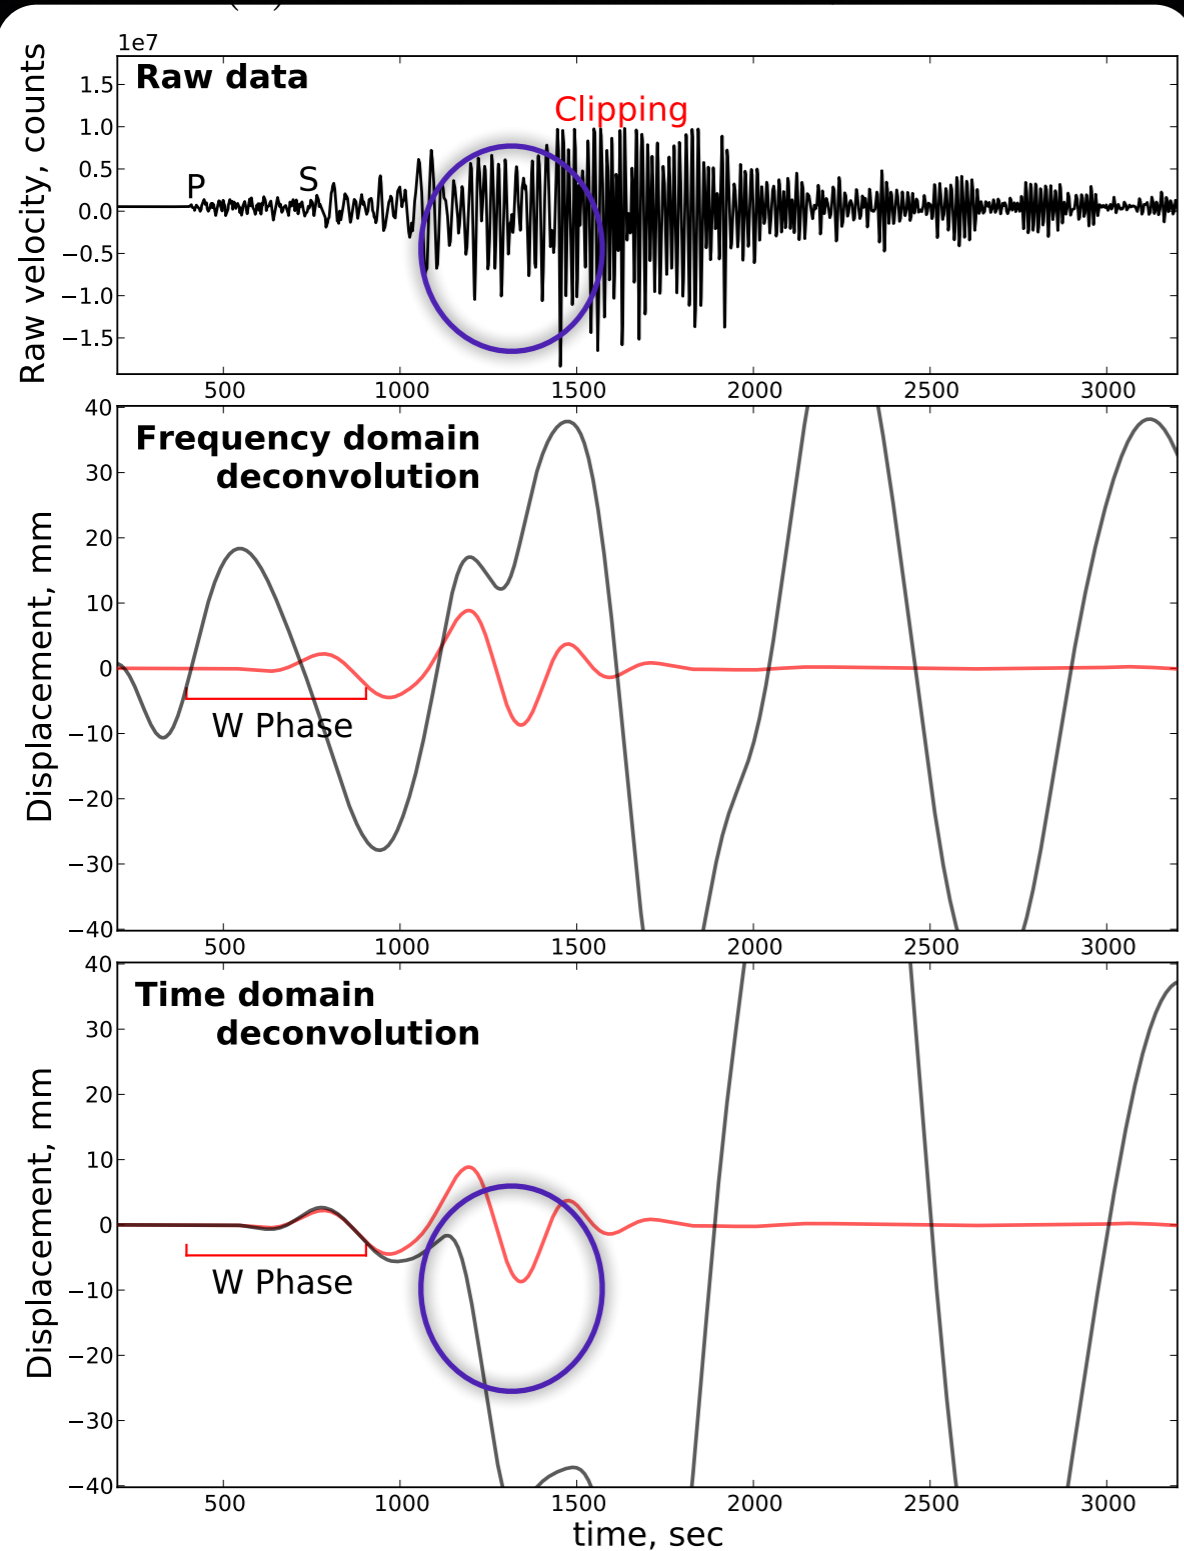 1e7
Raw data
Clipping
P
S
Raw velocity, counts
1.5
1.0
0.5
0.0
−0.5
−1.0
−1.5
500 1000 1500 2000 2500 3000
Frequency domain
deconvolution
W Phase
Displacement, mm
40
30
20
10
0
−10
−20
−30
−40
500 1000 1500 2000 2500 3000
Time domain
deconvolution
W Phase
Displacement, mm
40
30
20
10
0
−10
−20
−30
−40
500 1000 1500 2000 2500 3000
time, sec